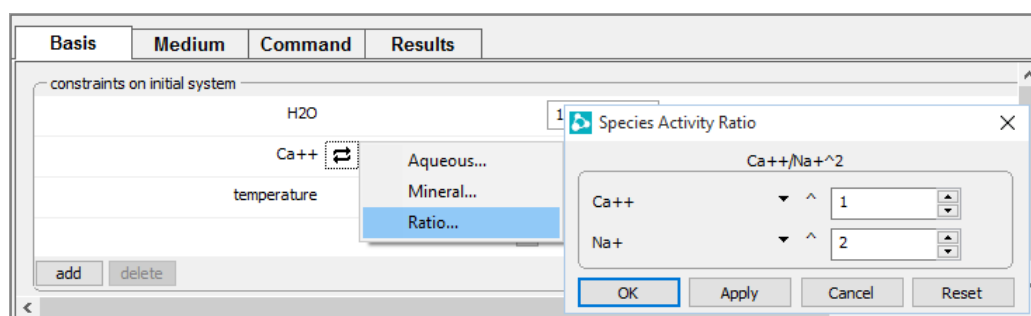 Basis Medium Command Results
constraints on initial system
H2O 1
Species Activity Ratio
Ca++
Aqueous...
Mineral...
Ratio...
temperature
Ca++/Na+^2
Ca++ ^ 1
Na+ ^ 2
add delete
OK Apply Cancel Reset